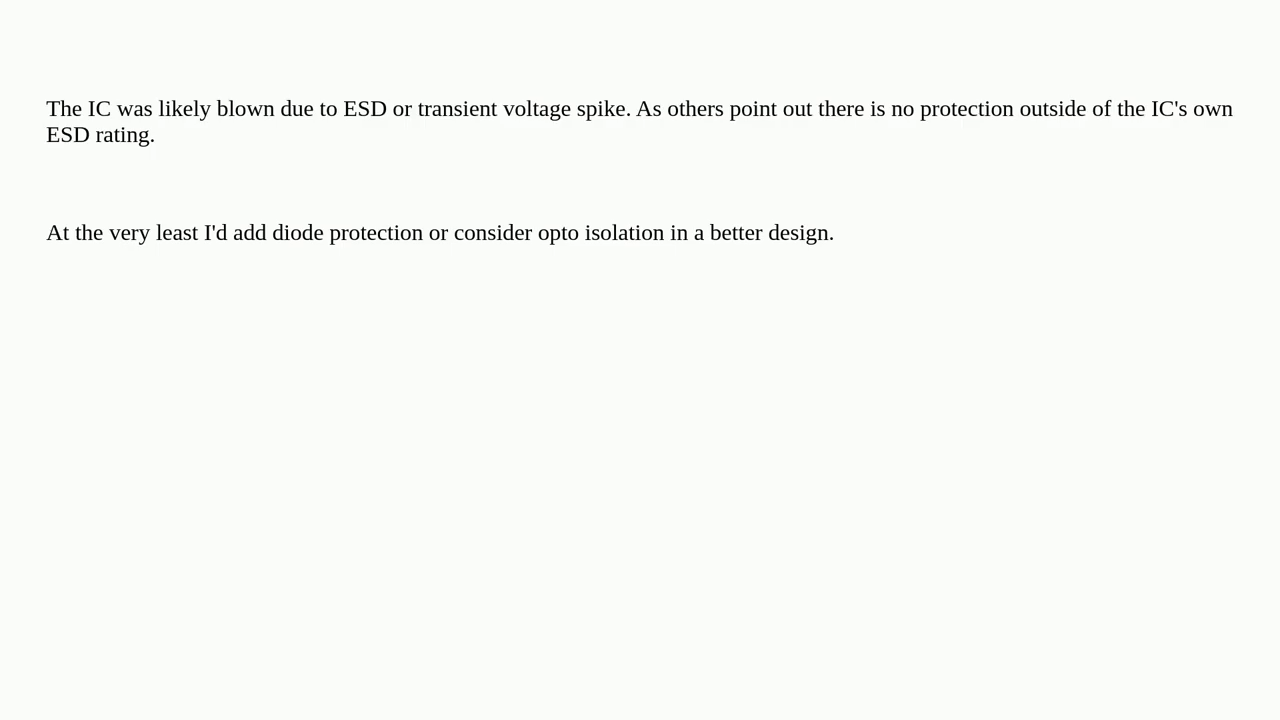 The IC was likely blown due to ESD or transient voltage spike. As others point out there is no protection outside of the IC's own
ESD rating.
At the very least I'd add diode protection or consider opto isolation in a better design.